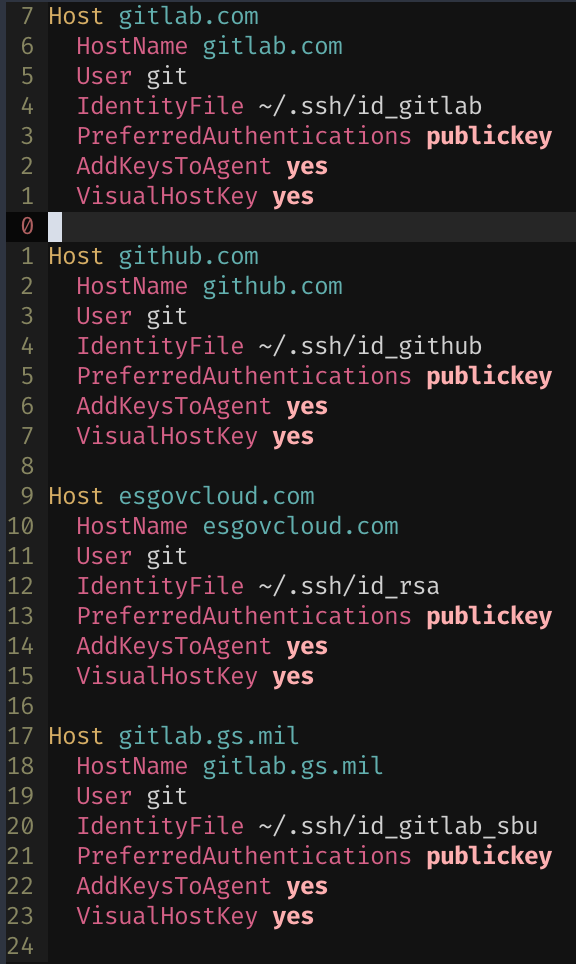 7 Host gitlab.com
6   HostName gitlab.com
5   User git
4   IdentityFile ~/.ssh/id_gitlab
3   PreferredAuthentications publickey
2   AddKeysToAgent yes
1   VisualHostKey yes
0
1 Host github.com
2   HostName github.com
3   User git
4   IdentityFile ~/.ssh/id_github
5   PreferredAuthentications publickey
6   AddKeysToAgent yes
7   VisualHostKey yes
8
9 Host esgovcloud.com
10   HostName esgovcloud.com
11   User git
12   IdentityFile ~/.ssh/id_rsa
13   PreferredAuthentications publickey
14   AddKeysToAgent yes
15   VisualHostKey yes
16
17 Host gitlab.gs.mil
18   HostName gitlab.gs.mil
19   User git
20   IdentityFile ~/.ssh/id_gitlab_sbu
21   PreferredAuthentications publickey
22   AddKeysToAgent yes
23   VisualHostKey yes
24